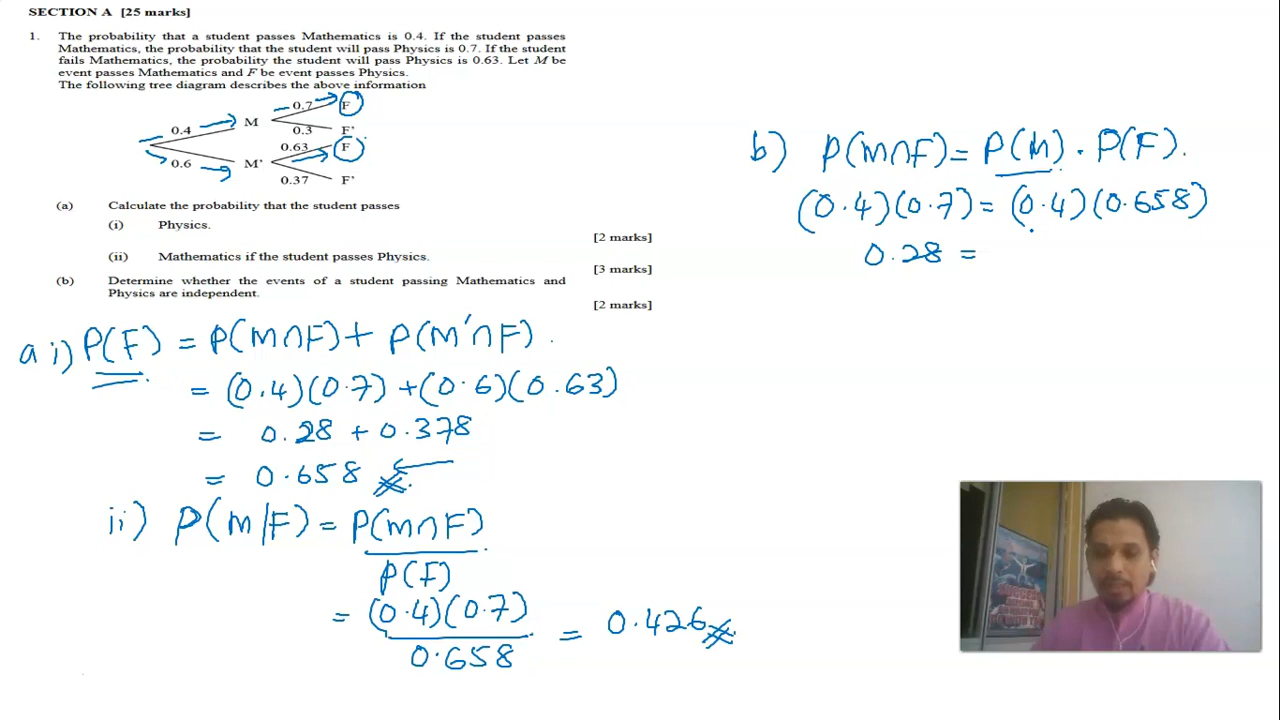 SECTION A [25 marks]
1. The probability that a student passes Mathematics is 0.4. If the student passes
Mathematics, the probability that the student will pass Physics is 0.7. If the student
fails Mathematics, the probability the student will pass Physics is 0.63. Let M be
event passes Mathematics and F be event passes Physics.
The following tree diagram describes the above information
0.7 F
0.4 M
0.3 F'
0.63 F
0.6 M'
0.37 F'
(a) Calculate the probability that the student passes
(i) Physics.
[2 marks]
(ii) Mathematics if the student passes Physics.
[3 marks]
(b) Determine whether the events of a student passing Mathematics and
Physics are independent.
[2 marks]
a i) P(F) = P(M∩F) + P(M'∩F).
= (0.4)(0.7) + (0.6)(0.63)
= 0.28 + 0.378
= 0.658
ii) P(M/F) = P(M∩F)
P(F)
= (0.4)(0.7)
0.658
= 0.426
b) P(M∩F) = P(M) . P(F).
(0.4)(0.7) = (0.4)(0.658)
0.28 =